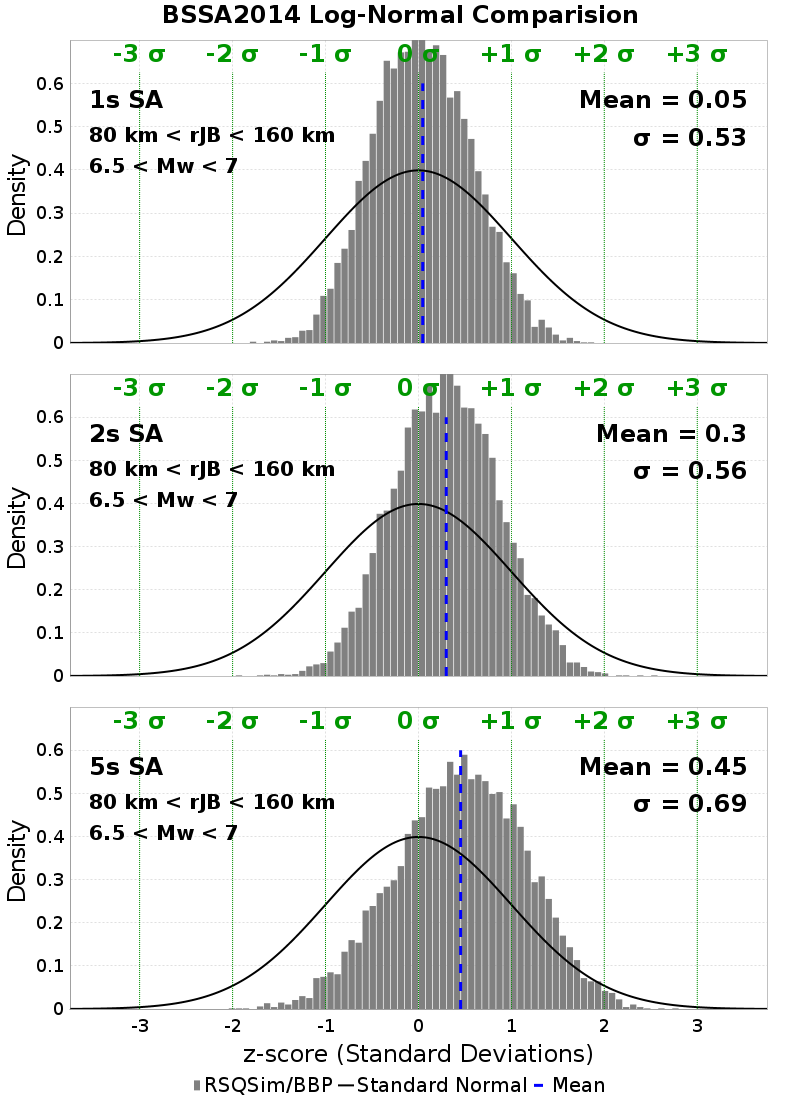 BSSA2014 Log-Normal Comparision
-3 σ -2 σ -1 σ 0 σ +1 σ +2 σ +3 σ
0.6
1s SA Mean = 0.05
0.5
80 km < rJB < 160 km σ = 0.53
6.5 < Mw < 7
0.4
0.3
0.2
0.1
0
Density
-3 σ -2 σ -1 σ 0 σ +1 σ +2 σ +3 σ
0.6
2s SA Mean = 0.3
0.5
80 km < rJB < 160 km σ = 0.56
6.5 < Mw < 7
0.4
0.3
0.2
0.1
0
Density
-3 σ -2 σ -1 σ 0 σ +1 σ +2 σ +3 σ
0.6
5s SA Mean = 0.45
0.5
80 km < rJB < 160 km σ = 0.69
6.5 < Mw < 7
0.4
0.3
0.2
0.1
0
Density
-3 -2 -1 0 1 2 3
z-score (Standard Deviations)
RSQSim/BBP Standard Normal Mean